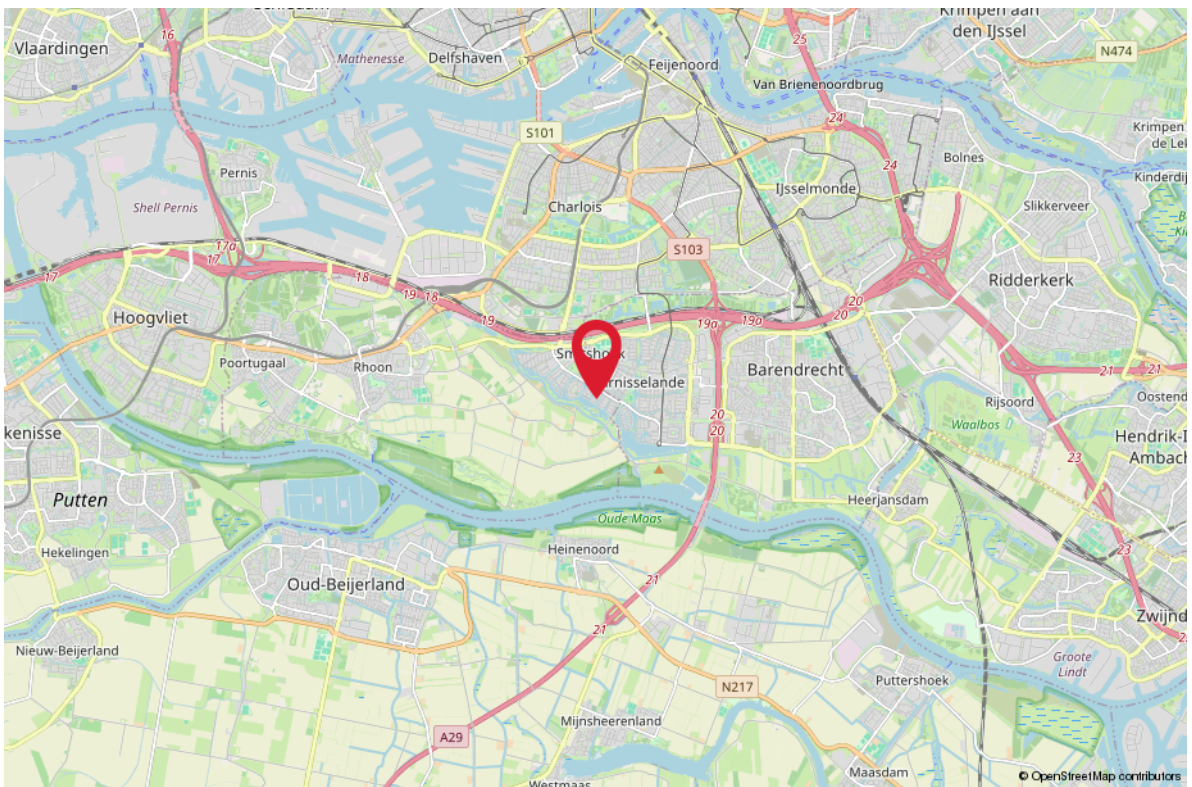 Krimpen aan
den IJssel
16
Vlaardingen
25
N474
Mathenesse
Delfshaven
Feijenoord
Van Brienenoordbrug
24
S101
Krimpen
de Lek
24
Bolnes
Pernis
Kinderdij
IJsselmonde
Shell Pernis
Charlois
Slikkerveer
17a
17
S103
17
18
Ridderkerk
19
18
20
Hoogvliet
19
19a
19a
20
Poortugaal
Rhoon
Barendrecht
21
21
Rijsoord
Oostend
20
20
Waalbos
kenisse
Hendrik-I
Ambach
23
Putten
Heerjansdam
Oude Maas
Hekelingen
Heinenoord
23
Oud-Beijerland
21
21
Zwijnd
Nieuw-Beijerland
Groote
Lindt
N217
Puttershoek
Mijnsheerenland
A29
Maasdam
© OpenStreetMap contributors
Westmaas